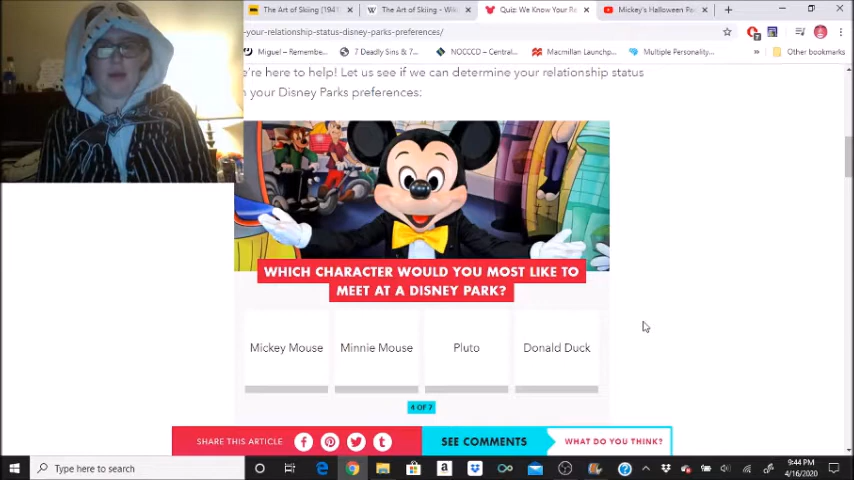 The Art of Skiing (1941
The Art of Skiing - Wiki
Quiz: We Know Your Re
Mickey's Halloween Fes
-your-relationship-status-disney-parks-preferences/
Miguel – Remembe...
7 Deadly Sins & 7...
NOCCCD – Central...
Macmillan Launchp...
Multiple Personality...
Other bookmarks
're here to help! Let us see if we can determine your relationship status
your Disney Parks preferences:
WHICH CHARACTER WOULD YOU MOST LIKE TO
MEET AT A DISNEY PARK?
Mickey Mouse
Minnie Mouse
Pluto
Donald Duck
4 OF 7
SHARE THIS ARTICLE
SEE COMMENTS
WHAT DO YOU THINK?
Type here to search
9:44 PM
4/16/2020